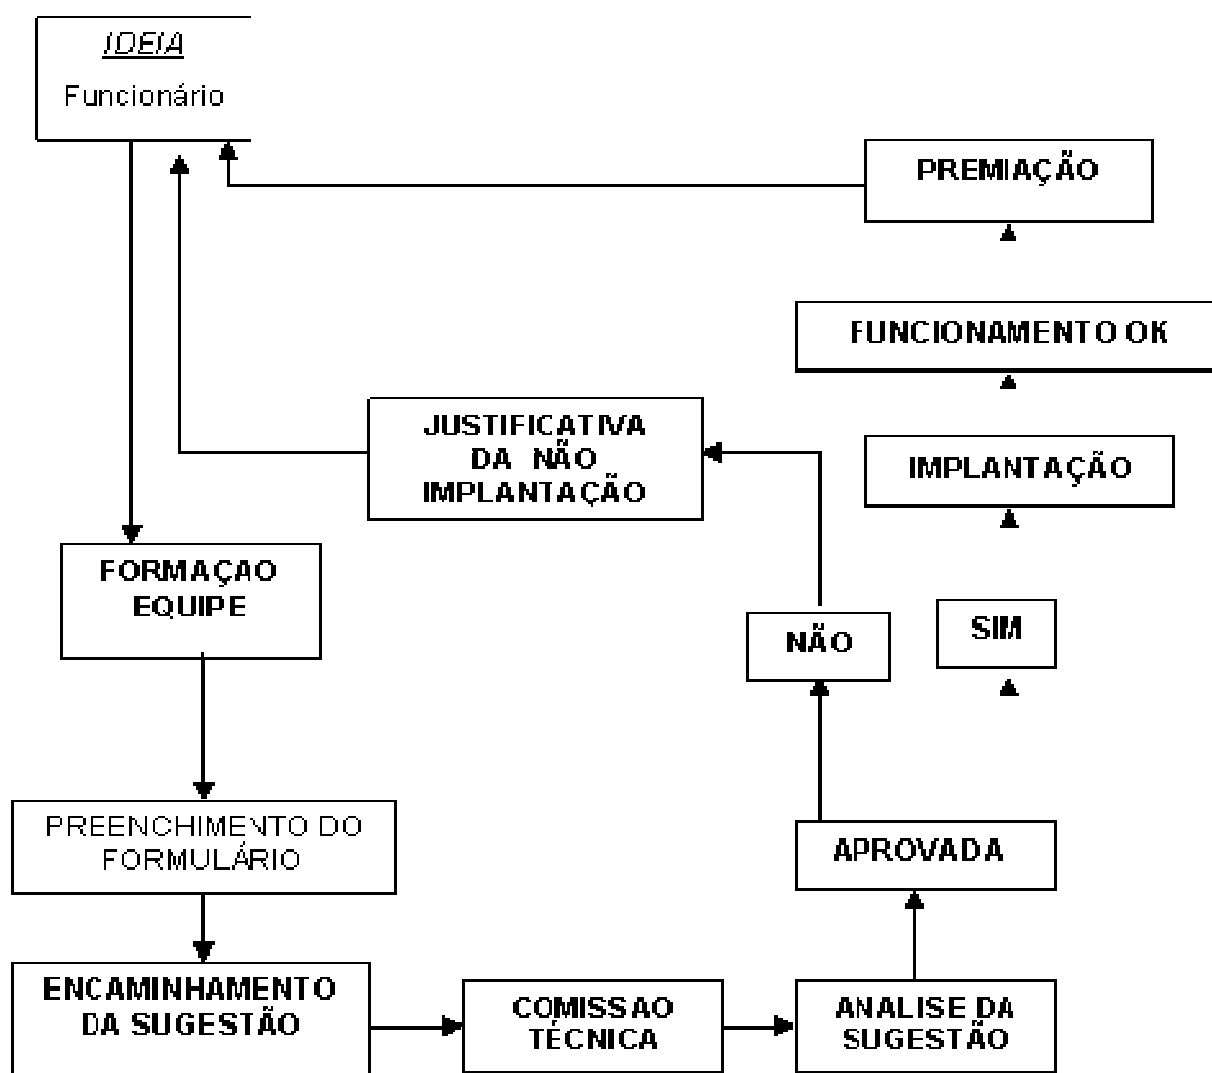 IDEIA
Funcionário
PREMIAÇÃO
FUNCIONAMENTO OK
JUSTIFICATIVA
DA NÃO
IMPLANTAÇÃO
IMPLANTAÇÃO
FORMAÇAO
EQUIPE
NÃO
SIM
PREENCHIMENTO DO
FORMULÁRIO
APROVADA
ENCAMINHAMENTO
DA SUGESTÃO
COMISSAO
TÉCNICA
ANALISE DA
SUGESTÃO